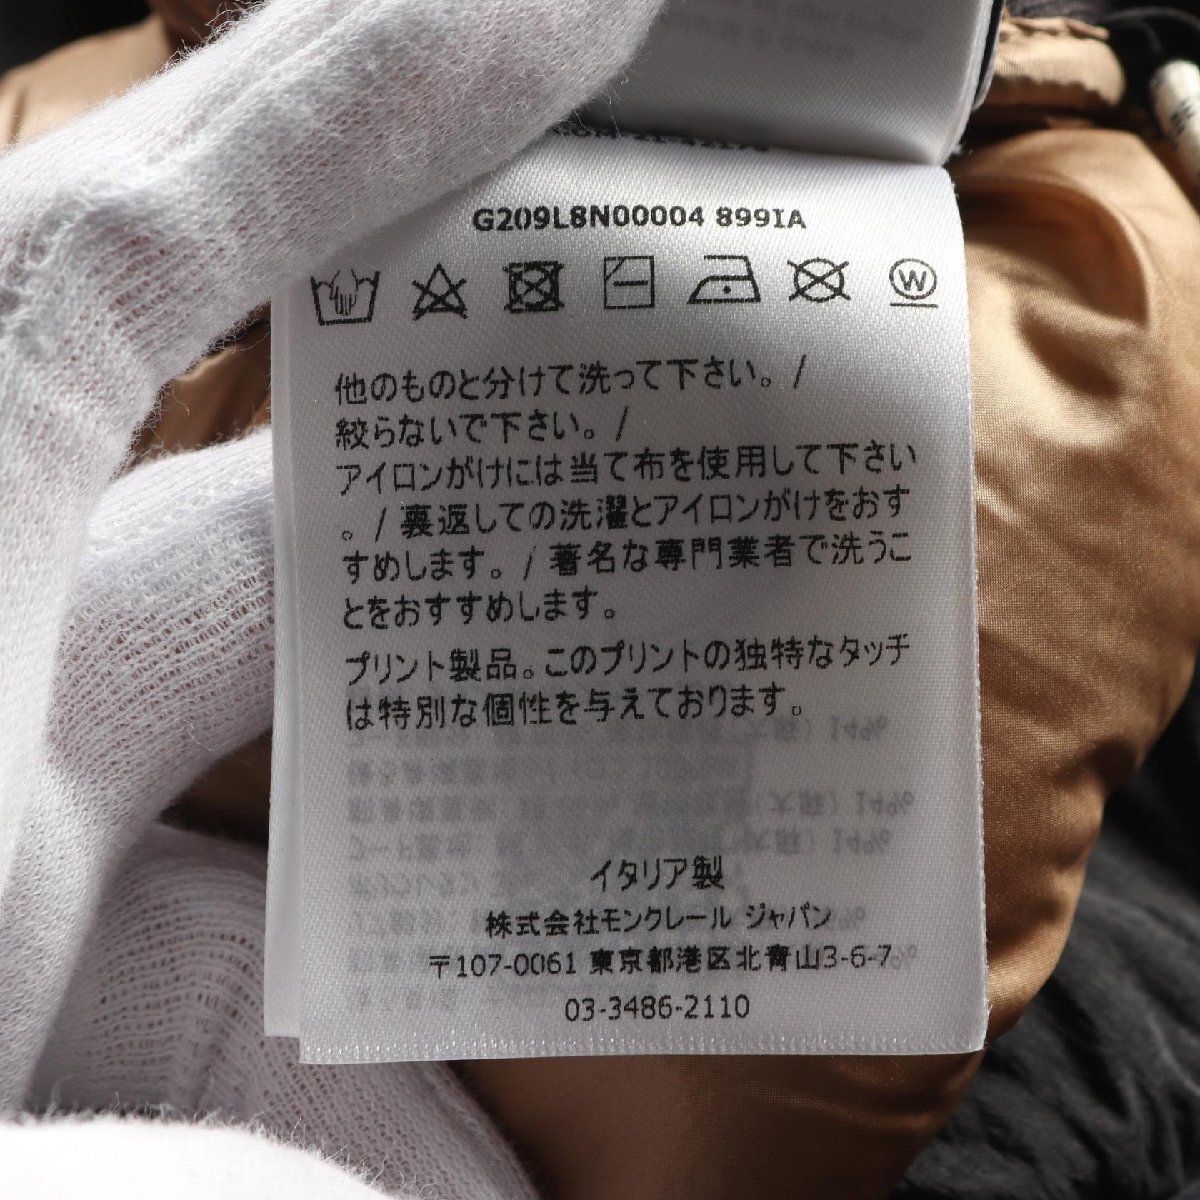 G209L8N00004 899IA
W
他のものと分けて洗って下さい。/
絞らないで下さい。/
アイロンがけには当て布を使用して下さい
。/ 裏返しての洗濯とアイロンがけをおす
すめします。/ 著名な専門業者で洗うこ
とをおすすめします。
プリント製品。このプリントの独特なタッチ
は特別な個性を与えております。
イタリア製
株式会社モンクレール ジャパン
〒107-0061 東京都港区北青山3-6-7
03-3486-2110